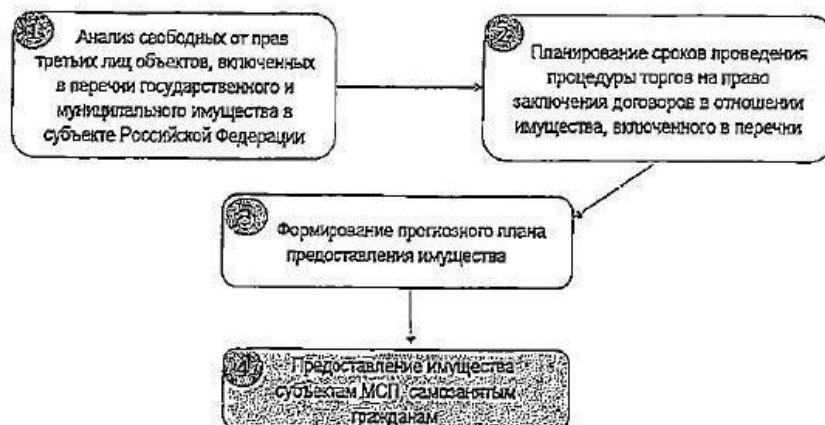 1
Анализ свободных от прав
третьих лиц объектов, включенных
в перечни государственного и
муниципального имущества в
субъекте Российской Федерации
2
Планирование сроков проведения
процедуры торгов на право
заключения договоров в отношении
имущества, включенного в перечни
3
Формирование прогнозного плана
предоставления имущества
4
Предоставление имущества
субъектам МСП, самозанятым
гражданам